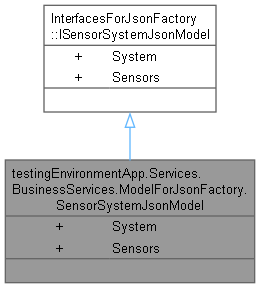 InterfacesForJsonFactory
::ISensorSystemJsonModel
+ System
+ Sensors
testingEnvironmentApp.Services.
BusinessServices.ModelForJsonFactory.
SensorSystemJsonModel
+ System
+ Sensors